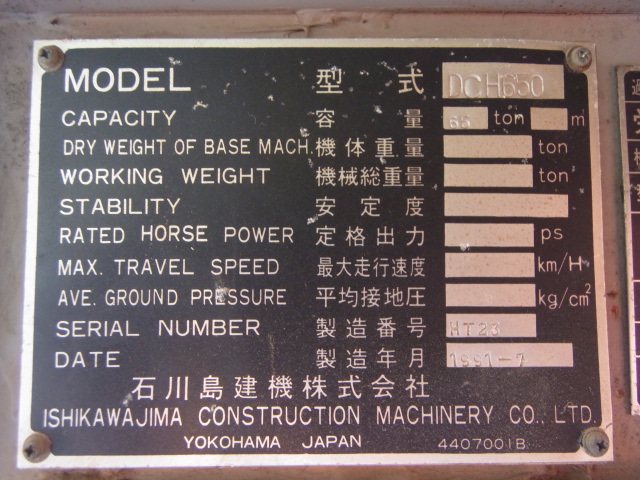 MODEL 型式 DCH650
CAPACITY 容量 65 ton m
DRY WEIGHT OF BASE MACH. 機体重量 ton
WORKING WEIGHT 機械総重量 ton
STABILITY 安定度
RATED HORSE POWER 定格出力 ps
MAX. TRAVEL SPEED 最大走行速度 km/H
AVE. GROUND PRESSURE 平均接地圧 kg/cm²
SERIAL NUMBER 製造番号 HT23
DATE 製造年月 1991-7
石川島建機株式会社
ISHIKAWAJIMA CONSTRUCTION MACHINERY CO., LTD.
YOKOHAMA JAPAN 4407001B